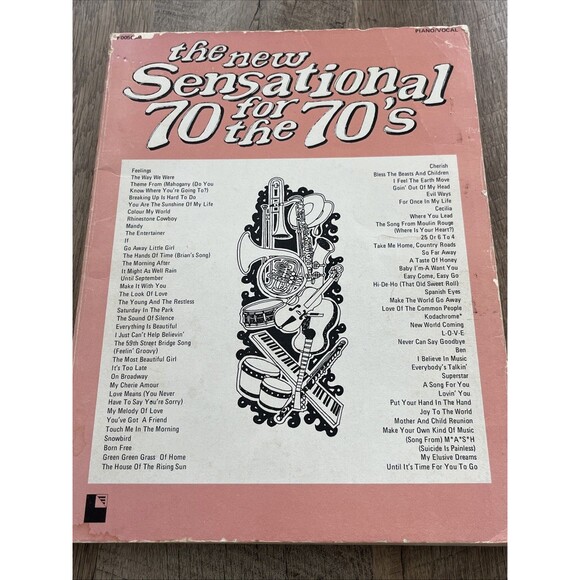 PIANO/VOCAL
the new
Sensational
70 for the 70's
Feelings
The Way We Were
Theme From (Mahogany (Do You
Know Where You're Going To?)
Breaking Up Is Hard To Do
You Are The Sunshine Of My Life
Colour My World
Rhinestone Cowboy
Mandy
The Entertainer
If
Go Away Little Girl
The Hands Of Time (Brian's Song)
The Morning After
It Might As Well Rain
Until September
Make It With You
The Look Of Love
The Young And The Restless
Saturday In The Park
The Sound Of Silence
Everything Is Beautiful
I Just Can't Help Believin'
The 59th Street Bridge Song
(Feelin' Groovy)
The Most Beautiful Girl
It's Too Late
On Broadway
My Cherie Amour
Love Means (You Never
Have To Say You're Sorry)
My Melody Of Love
You've Got A Friend
Touch Me In The Morning
Snowbird
Born Free
Green Green Grass Of Home
The House Of The Rising Sun
Cherish
Bless The Beasts And Children
I Feel The Earth Move
Goin' Out Of My Head
Evil Ways
For Once In My Life
Cecilia
Where You Lead
The Song From Moulin Rouge
(Where Is Your Heart?)
25 Or 6 To 4
Take Me Home, Country Roads
So Far Away
A Taste Of Honey
Baby I'm-A Want You
Easy Come, Easy Go
Hi-De-Ho (That Old Sweet Roll)
Spanish Eyes
Make The World Go Away
Love Of The Common People
Kodachrome*
New World Coming
L-O-V-E
Never Can Say Goodbye
Ben
I Believe In Music
Everybody's Talkin'
Superstar
A Song For You
Lovin' You
Put Your Hand In The Hand
Joy To The World
Mother And Child Reunion
Make Your Own Kind Of Music
(Song From) M*A*S*H
(Suicide Is Painless)
My Elusive Dreams
Until It's Time For You To Go